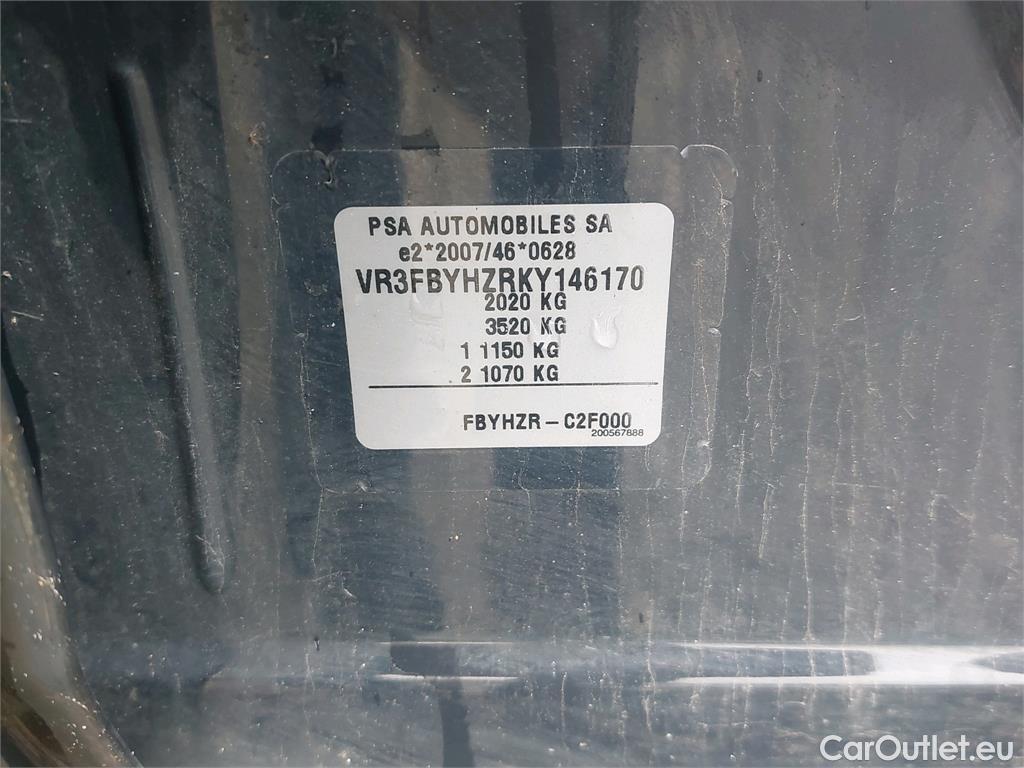 PSA AUTOMOBILES SA
e2*2007/46*0628
VR3FBYHZRKY146170
2020 KG
3520 KG
1 1150 KG
2 1070 KG
FBYHZR - C2F000
200567888
CarOutlet.eu